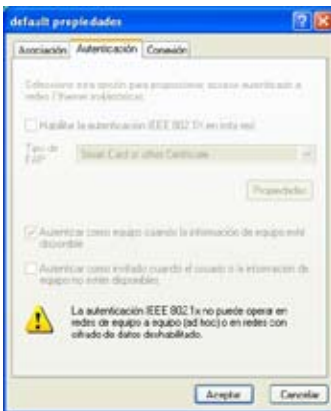 default propiedades
Asociación
Autenticación
Conexión
Seleccione esta opción para proporcionar acceso autenticado a
redes Ethernet inalámbricas.
Habilitar la autenticación IEEE 802.1X en esta red
Tipo de
EAP:
Smart Card or other Certificate
Propiedades
Autenticar como equipo cuando la información de equipo esté
disponible
Autenticar como invitado cuando el usuario o la información de
equipo no estén disponibles
La autenticación IEEE 802.1x no puede operar en
redes de equipo a equipo (ad hoc) o en redes con
cifrado de datos deshabilitado.
Aceptar
Cancelar